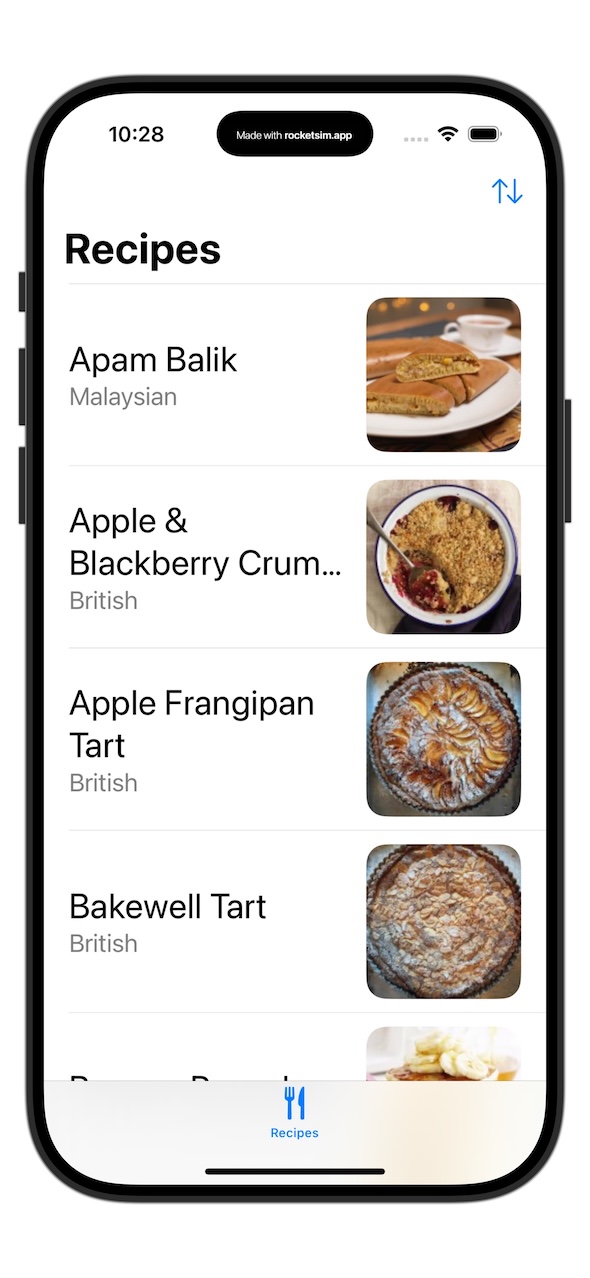 10:28
Made with rocketsim.app
Recipes
Apam Balik
Malaysian
Apple &
Blackberry Crum...
British
Apple Frangipan
Tart
British
Bakewell Tart
British
Recipes